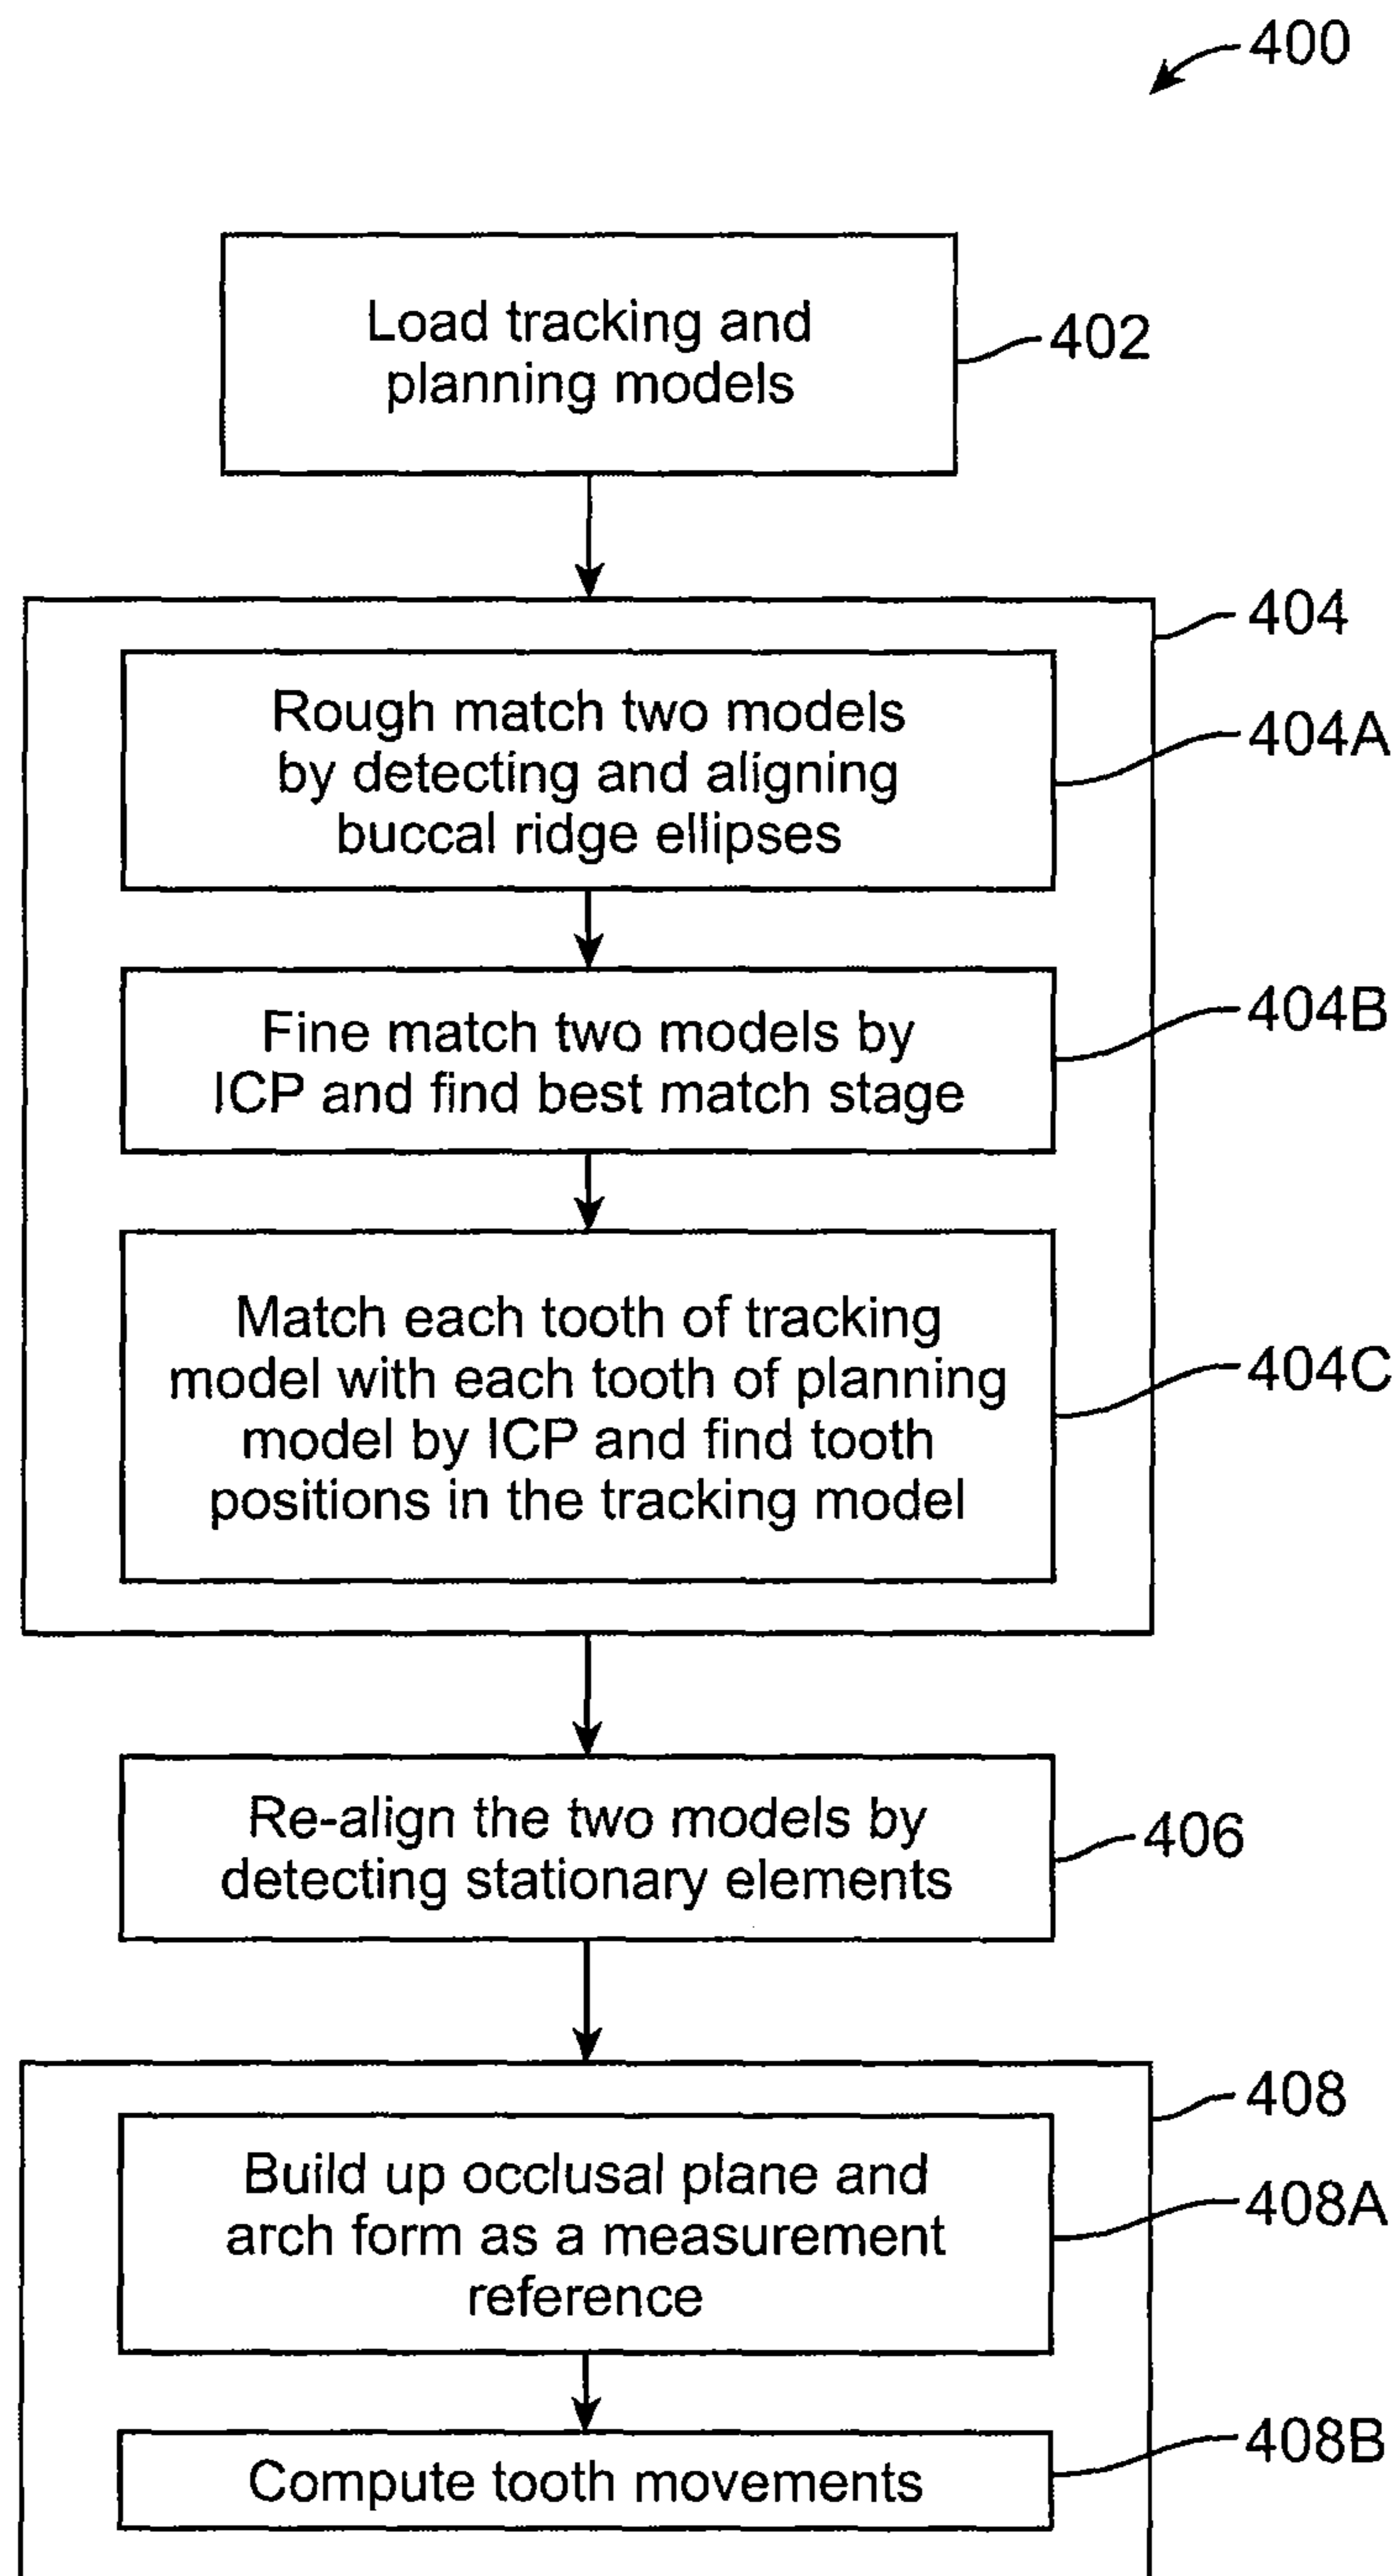 400
Load tracking and
planning models
402
404
Rough match two models
by detecting and aligning
buccal ridge ellipses
404A
Fine match two models by
ICP and find best match stage
404B
Match each tooth of tracking
model with each tooth of planning
model by ICP and find tooth
positions in the tracking model
404C
Re-align the two models by
detecting stationary elements
406
408
Build up occlusal plane and
arch form as a measurement
reference
408A
Compute tooth movements
408B